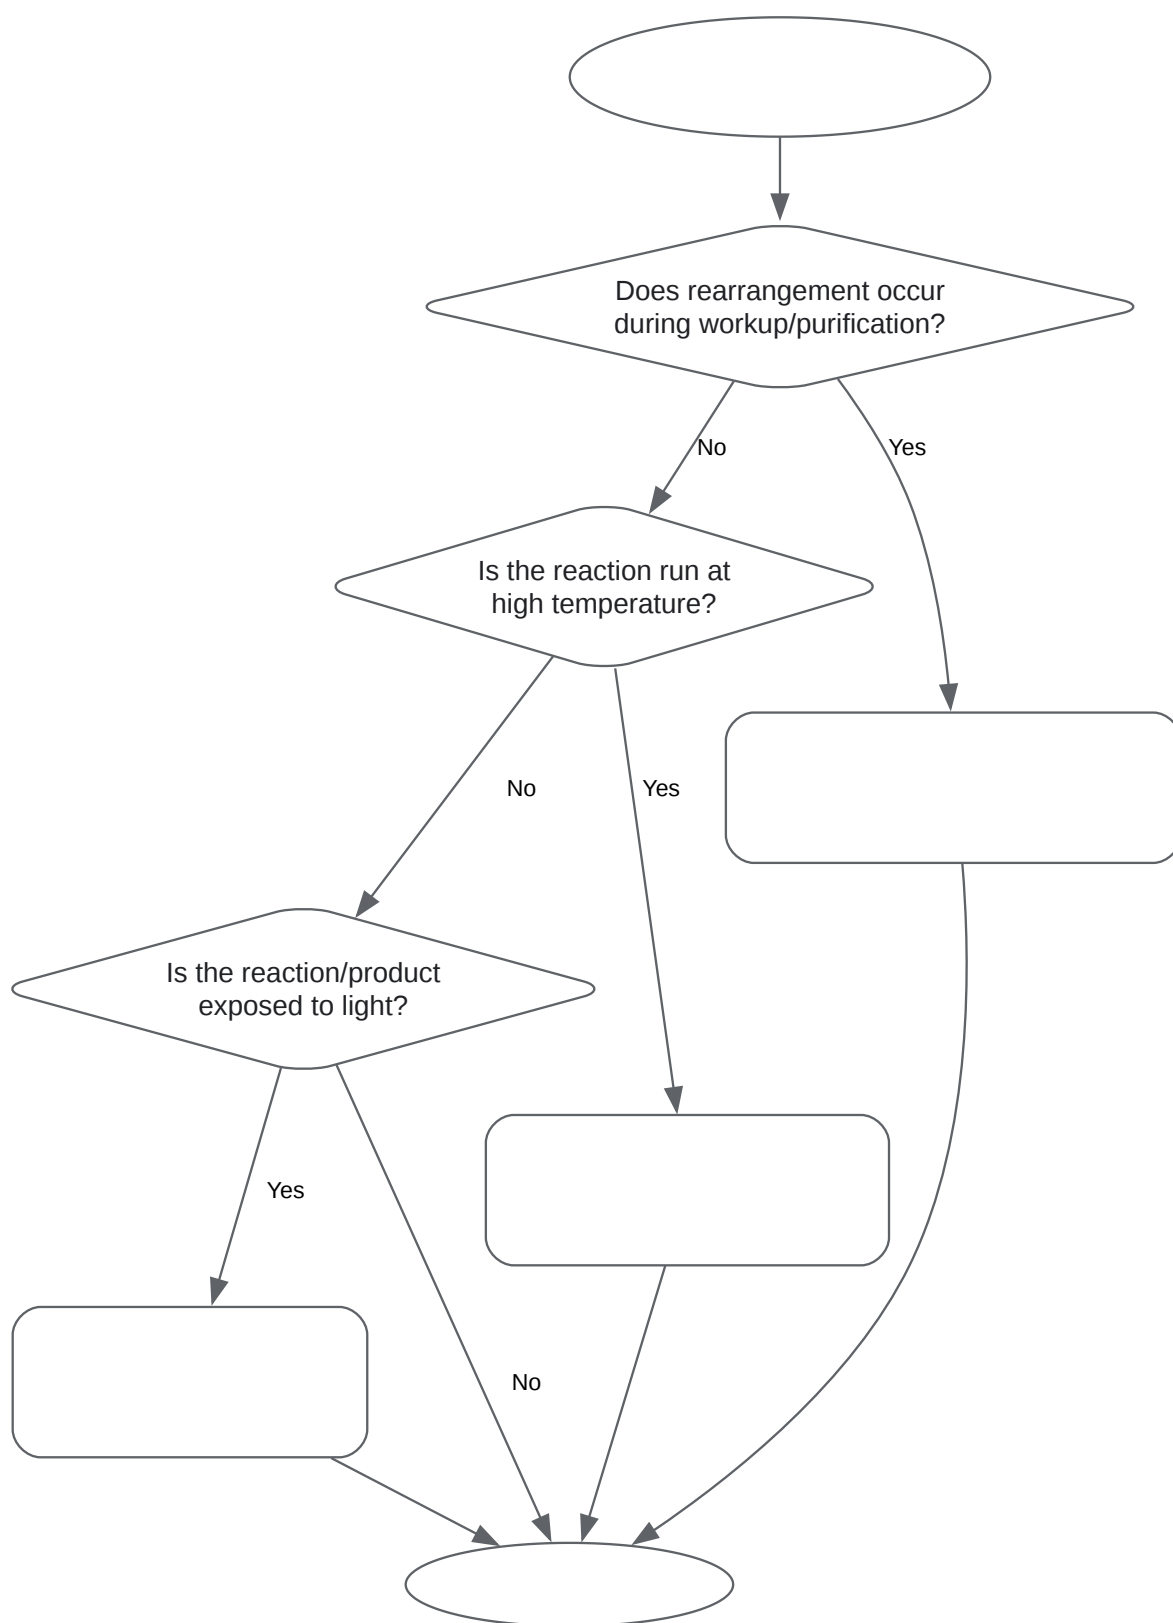 Does rearrangement occur
during workup/purification?
No
Yes
Is the reaction run at
high temperature?
No
Yes
Is the reaction/product
exposed to light?
Yes
No